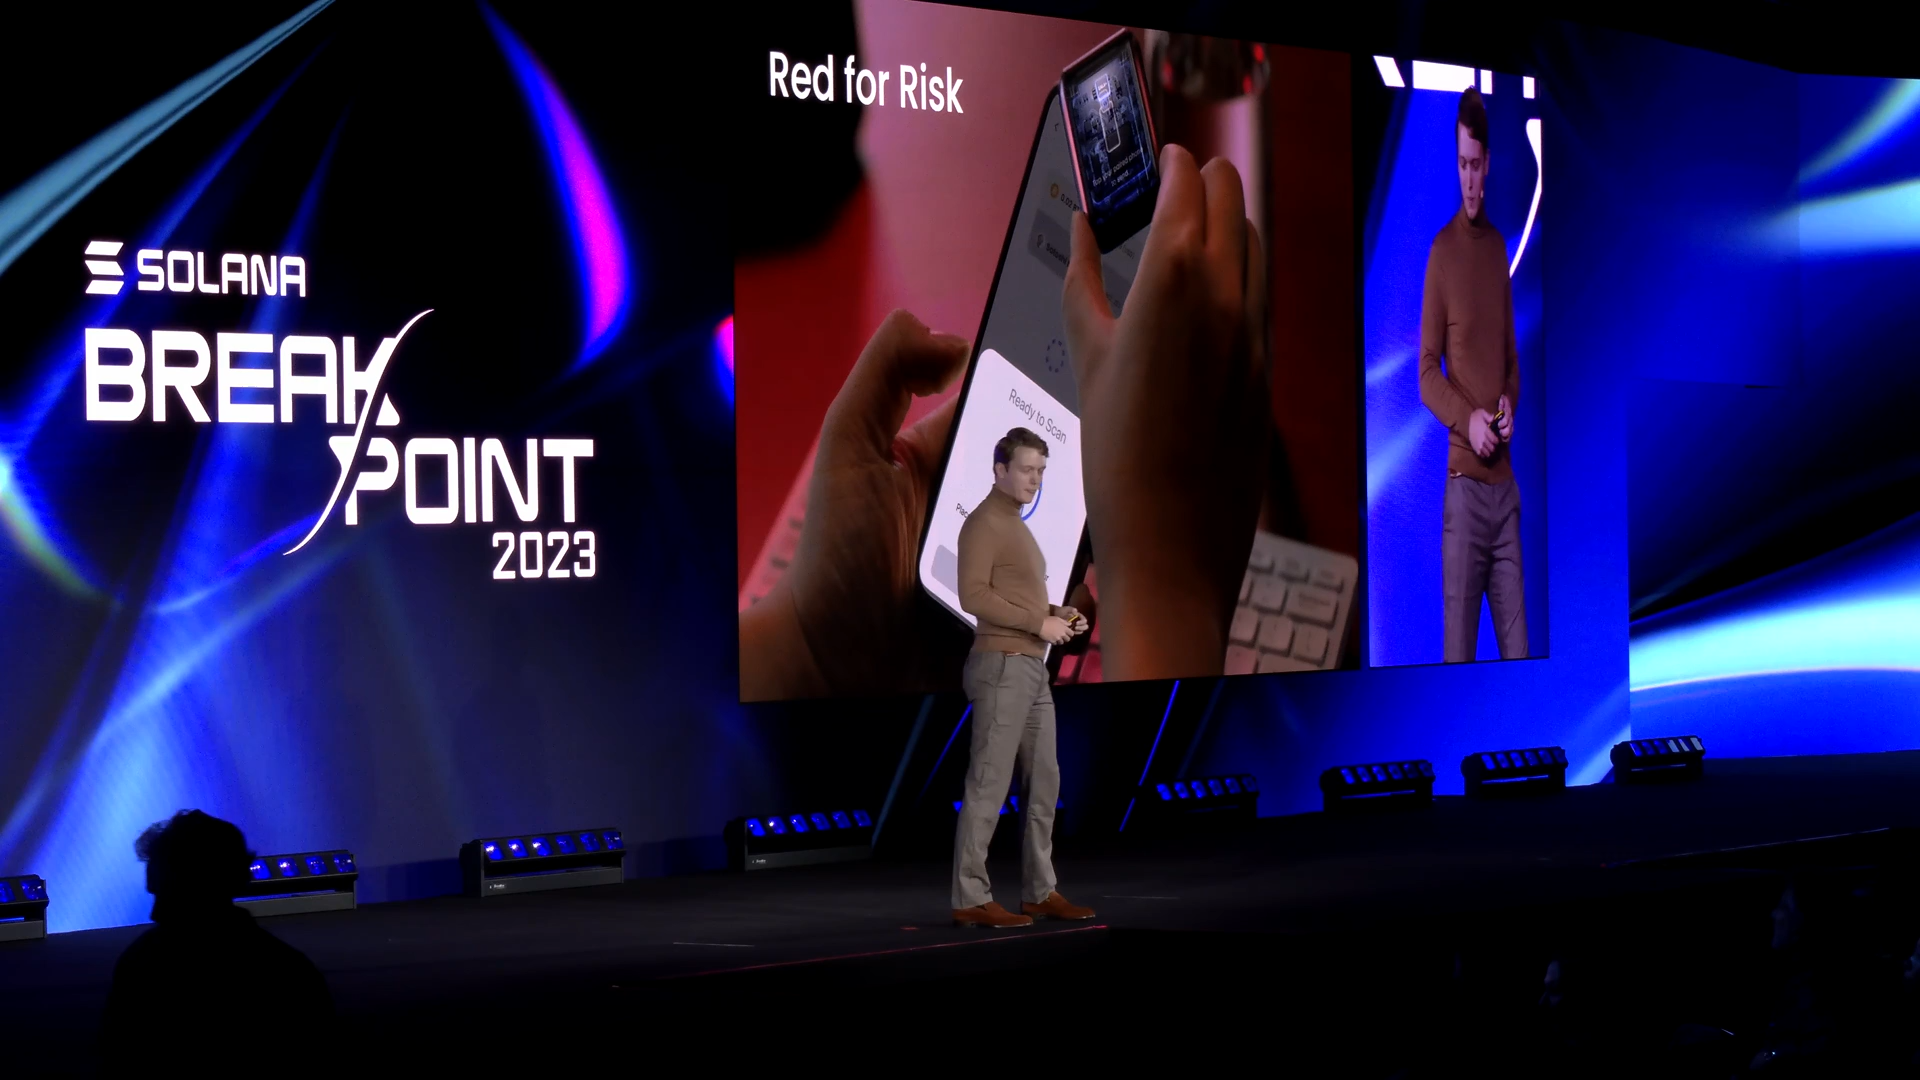 SOLANA
BREAK
POINT
2023
Red for Risk
Ready to Scan